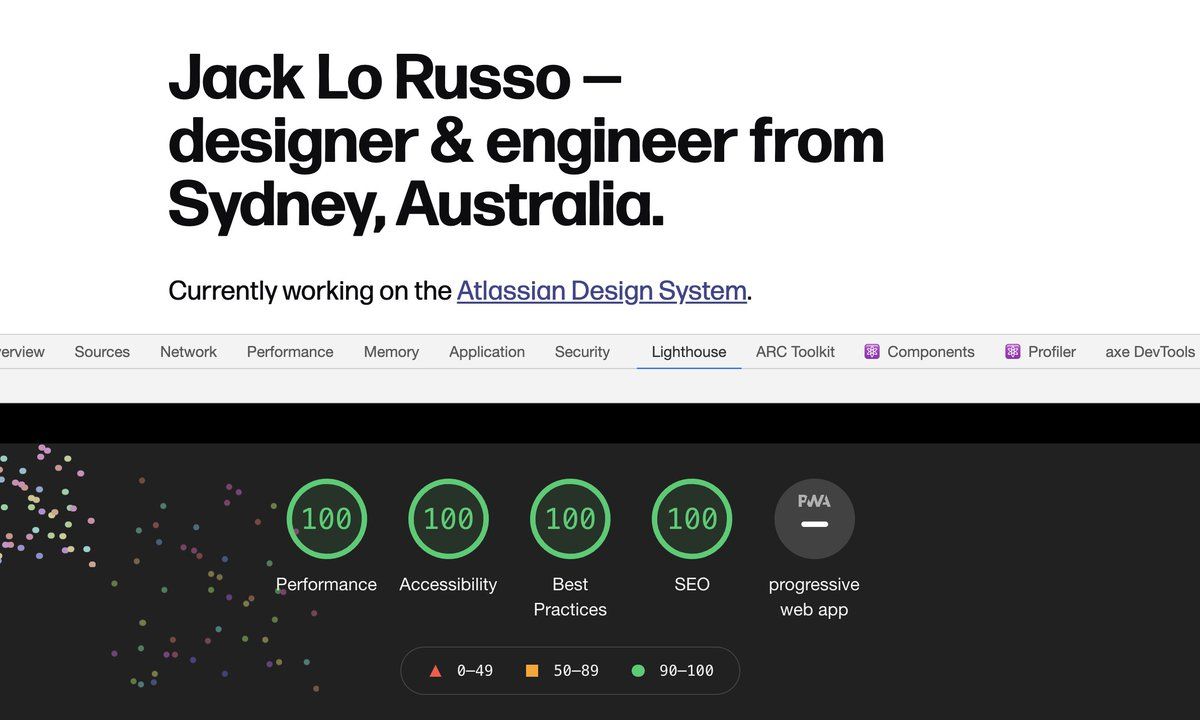 Jack Lo Russo —
designer & engineer from
Sydney, Australia.
Currently working on the Atlassian Design System.
verview Sources Network Performance Memory Application Security Lighthouse ARC Toolkit Components Profiler axe DevTools
100 100 100 100 PWA
Performance Accessibility Best Practices SEO progressive web app
0–49 50–89 90–100